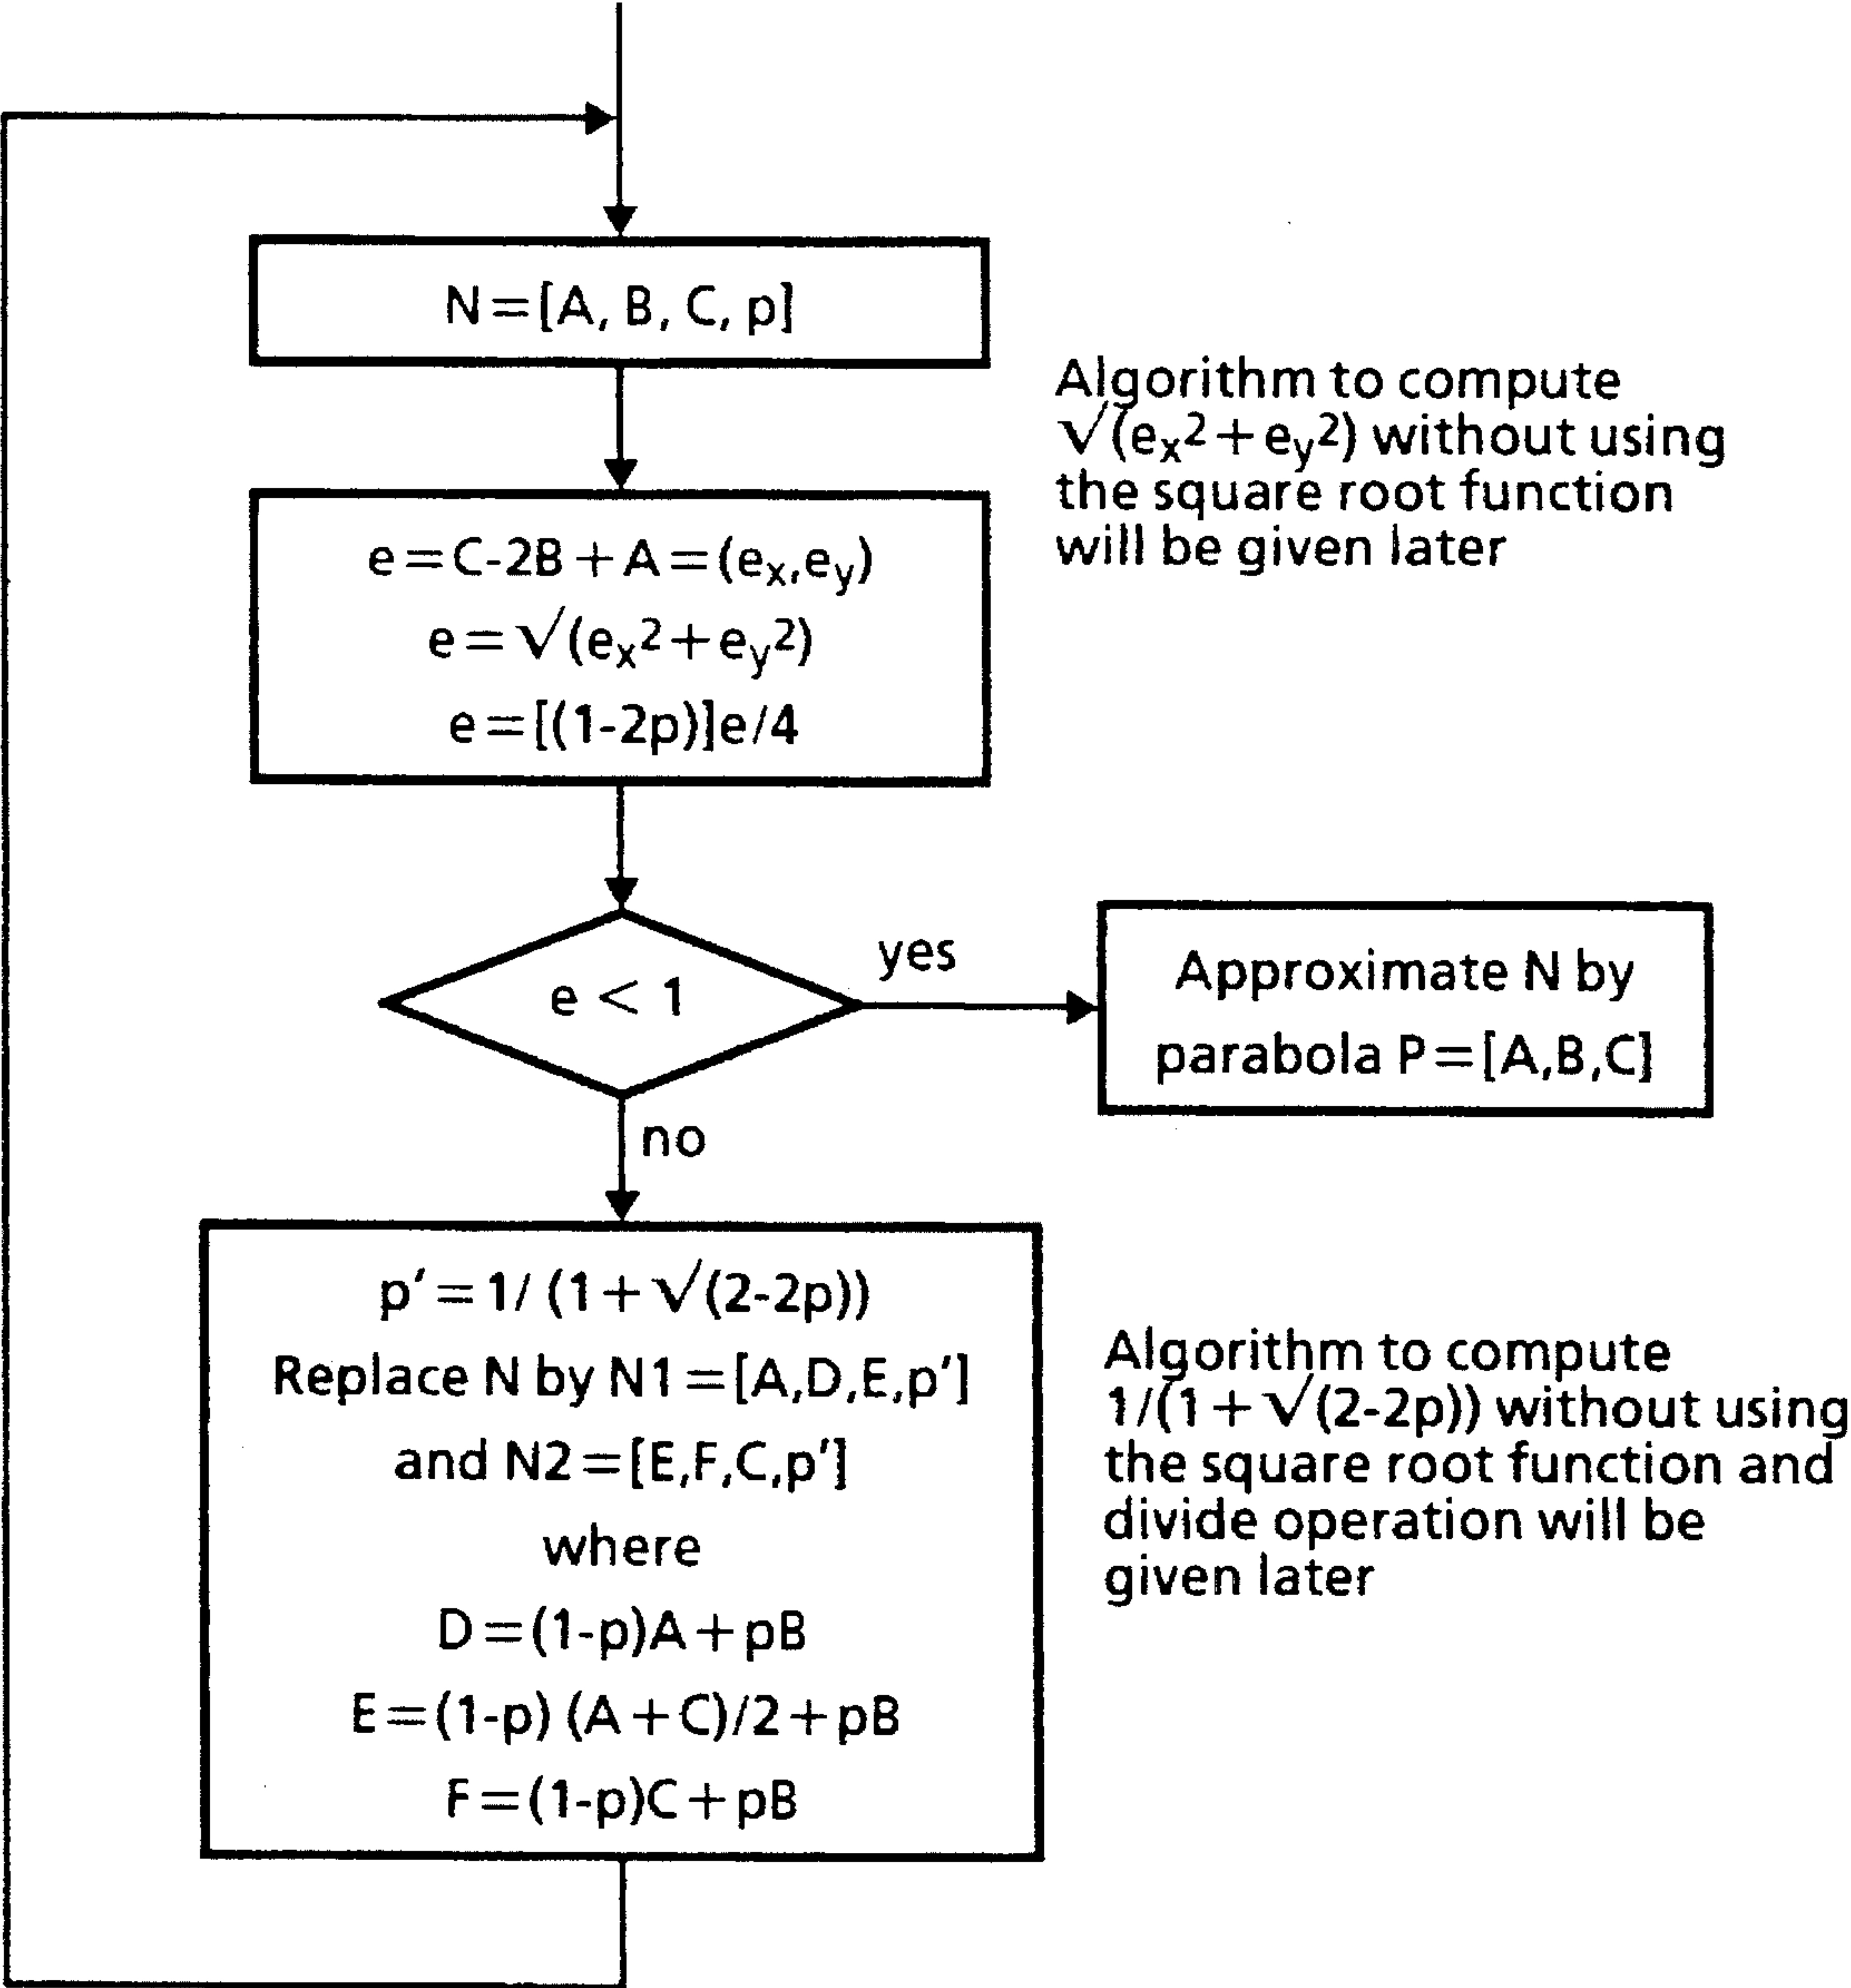 N=[A, B, C, p]
Algorithm to compute
√(eₓ2+eᵧ2) without using
the square root function
will be given later
e=C-2B+A=(eₓ,eᵧ)
e=√(eₓ2+eᵧ2)
e=[(1-2p)]e/4
e < 1
yes
Approximate N by
parabola P=[A,B,C]
no
p′=1/ (1+√(2-2p))
Replace N by N1=[A,D,E,p′]
and N2=[E,F,C,p′]
where
D=(1-p)A+pB
E=(1-p) (A+C)/2+pB
F=(1-p)C+pB
Algorithm to compute
1/(1+√(2-2p)) without using
the square root function and
divide operation will be
given later